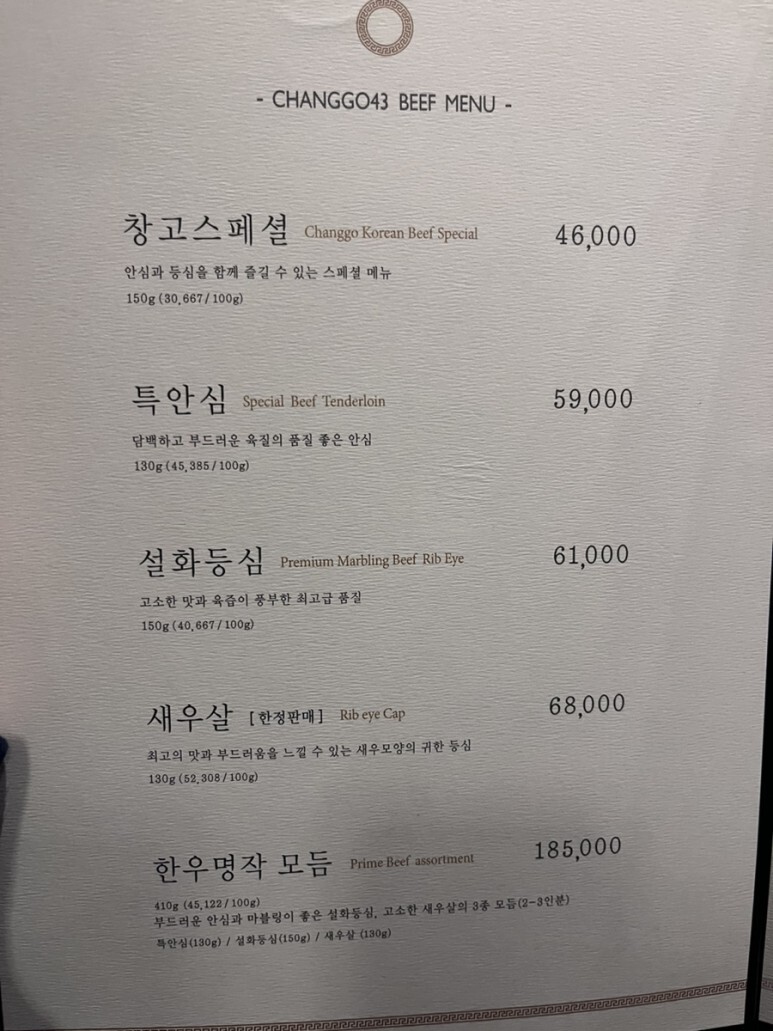 - CHANGGO43 BEEF MENU -
창고스페셜 Changgo Korean Beef Special 46,000
안심과 등심을 함께 즐길 수 있는 스페셜 메뉴
150g (30,667/100g)
특안심 Special Beef Tenderloin 59,000
담백하고 부드러운 육질의 품질 좋은 안심
130g (45,385/100g)
설화등심 Premium Marbling Beef Rib Eye 61,000
고소한 맛과 육즙이 풍부한 최고급 품질
150g (40,667/100g)
새우살 [한정판매] Rib eye Cap 68,000
최고의 맛과 부드러움을 느낄 수 있는 새우모양의 귀한 등심
130g (52,308/100g)
한우명작 모듬 Prime Beef assortment 185,000
410g (45,122/100g)
부드러운 안심과 마블링이 좋은 설화등심, 고소한 새우살의 3종 모듬(2-3인분)
특안심(130g) / 설화등심(150g) / 새우살 (130g)